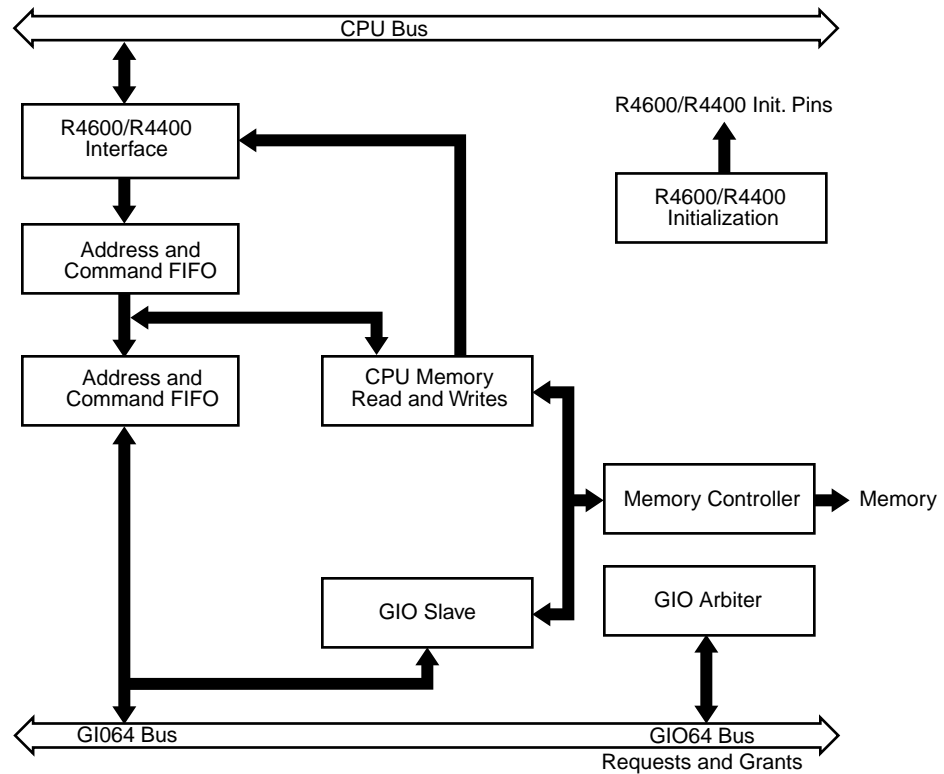 CPU Bus
R4600/R4400
Interface
R4600/R4400 Init. Pins
R4600/R4400
Initialization
Address and
Command FIFO
Address and
Command FIFO
CPU Memory
Read and Writes
Memory Controller
Memory
GIO Slave
GIO Arbiter
GI064 Bus
GIO64 Bus
Requests and Grants